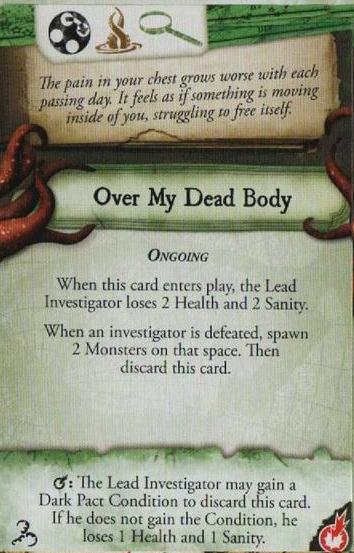 The pain in your chest grows worse with each
passing day. It feels as if something is moving
inside of you, struggling to free itself.
Over My Dead Body
ONGOING
When this card enters play, the Lead
Investigator loses 2 Health and 2 Sanity.
When an investigator is defeated, spawn
2 Monsters on that space. Then
discard this card.
: The Lead Investigator may gain a
Dark Pact Condition to discard this card.
If he does not gain the Condition, he
loses 1 Health and 1 Sanity.